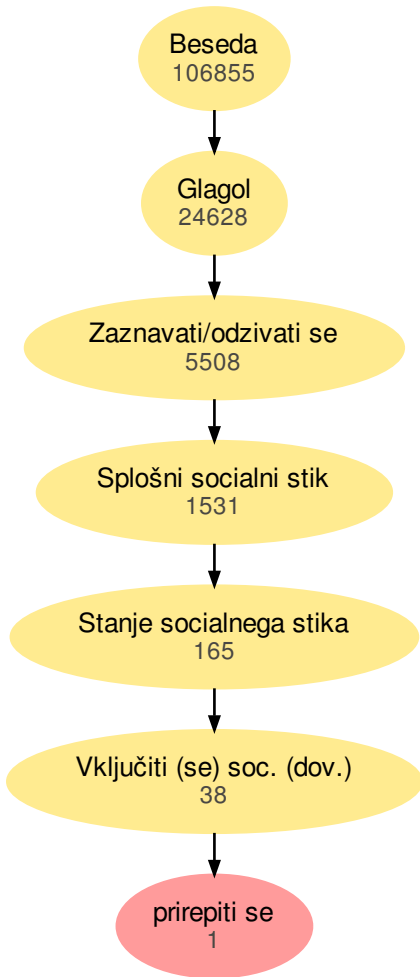 Beseda
106855
Glagol
24628
Zaznavati/odzivati se
5508
Splošni socialni stik
1531
Stanje socialnega stika
165
Vključiti (se) soc. (dov.)
38
prirepiti se
1